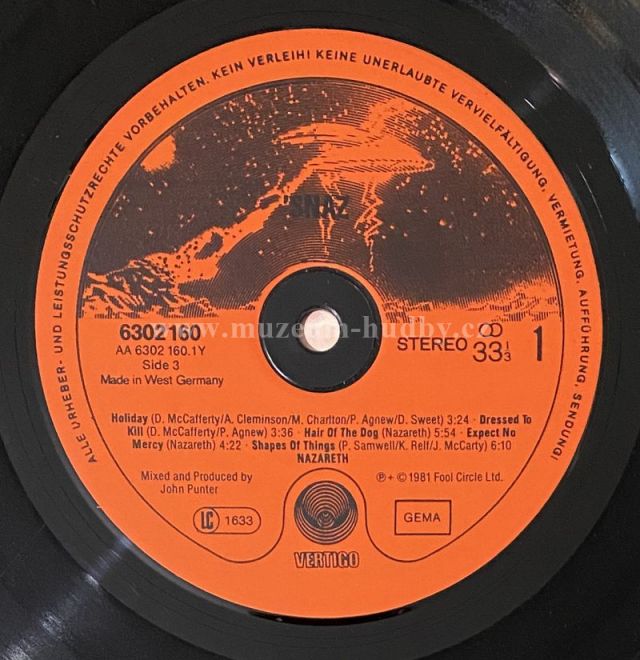 ALLE URHEBER- UND LEISTUNGSSCHUTZRECHTE VORBEHALTEN. KEIN VERLEIH! KEINE UNERLAUBTE VERVIELFÄLTIGUNG, VERMIETUNG, AUFFÜHRUNG, SENDUNG!
'SNAZ
www.muzeum-hudby.com
6302 160
AA 6302 160.1Y
Side 3
Made in West Germany
STEREO 33 1/3 1
Holiday (D. McCafferty/A. Cleminson/M. Charlton/P. Agnew/D. Sweet) 3:24 · Dressed To
Kill (D. McCafferty/P. Agnew) 3:36 · Hair Of The Dog (Nazareth) 5:54 · Expect No
Mercy (Nazareth) 4:22 · Shapes Of Things (P. Samwell/K. Relf/J. McCarty) 6:10
NAZARETH
Mixed and Produced by
John Punter
℗ + © 1981 Fool Circle Ltd.
LC 1633
GEMA
VERTIGO